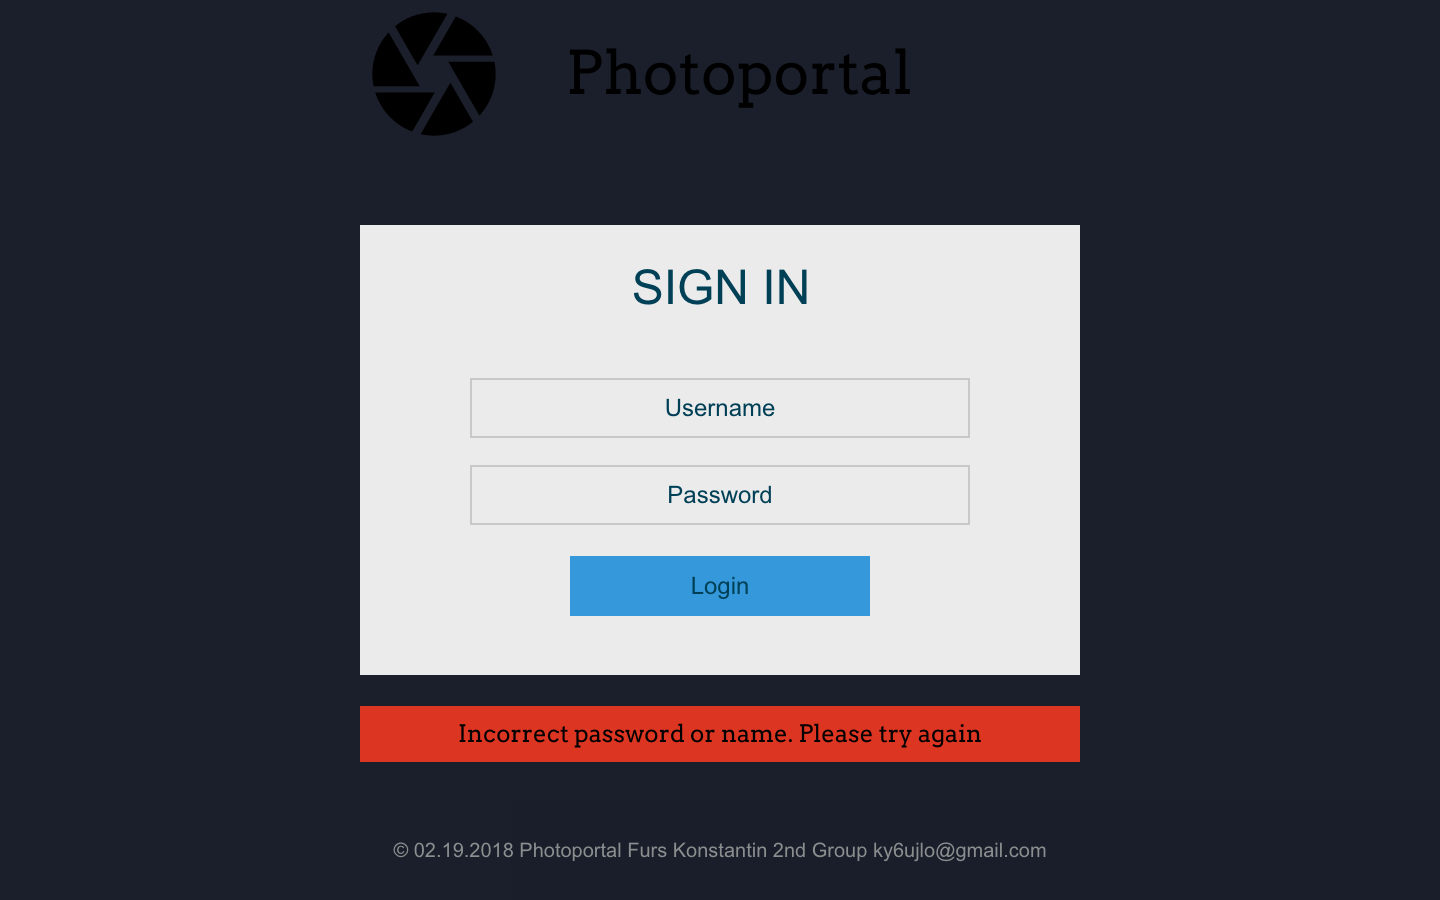 Photoportal
SIGN IN
Username
Password
Login
Incorrect password or name. Please try again
© 02.19.2018 Photoportal Furs Konstantin 2nd Group ky6ujlo@gmail.com